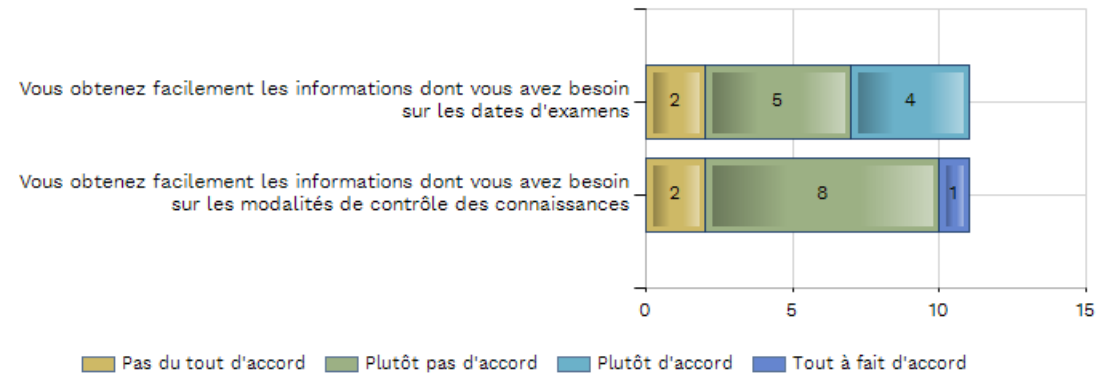 Vous obtenez facilement les informations dont vous avez besoin
sur les dates d'examens
2 5 4
Vous obtenez facilement les informations dont vous avez besoin
sur les modalités de contrôle des connaissances
2 8 1
0 5 10 15
Pas du tout d'accord Plutôt pas d'accord Plutôt d'accord Tout à fait d'accord